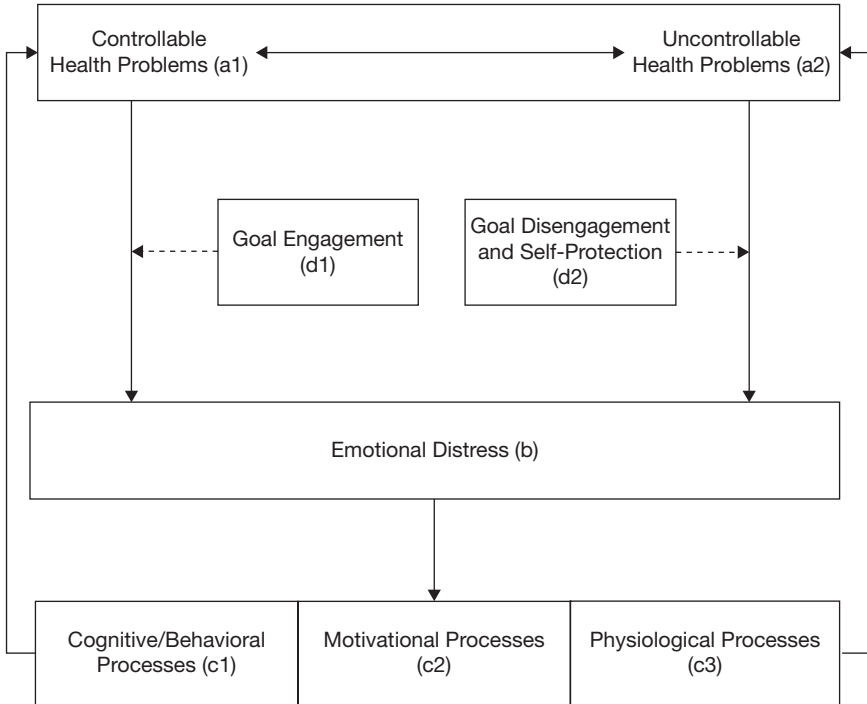 Controllable
Health Problems (a1)
Uncontrollable
Health Problems (a2)
Goal Engagement
(d1)
Goal Disengagement
and Self-Protection
(d2)
Emotional Distress (b)
Cognitive/Behavioral
Processes (c1)
Motivational Processes
(c2)
Physiological Processes
(c3)